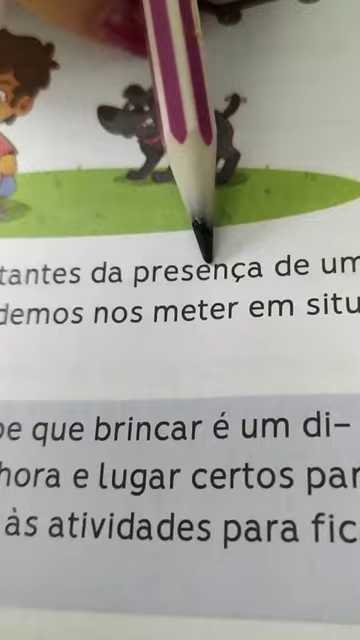 tantes da presença de um
demos nos meter em situ
que brincar é um di-
hora e lugar certos par
às atividades para fic